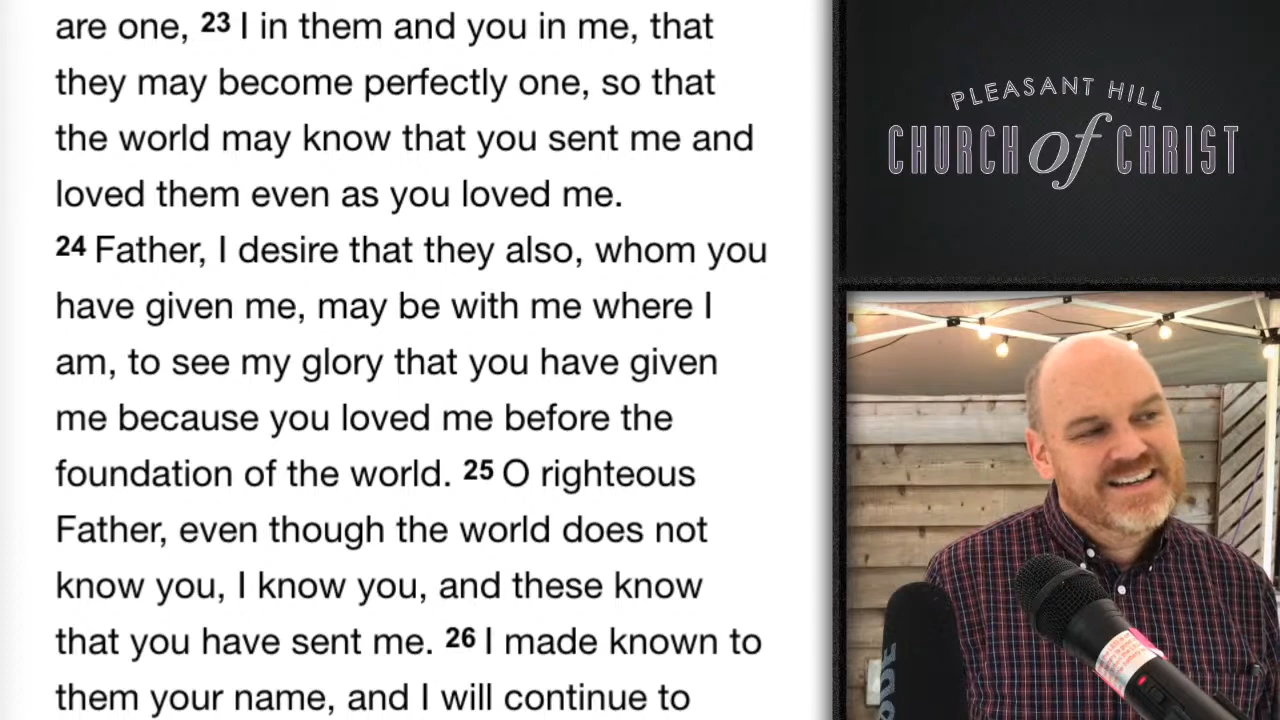 are one, 23 I in them and you in me, that
they may become perfectly one, so that
the world may know that you sent me and
loved them even as you loved me.
24 Father, I desire that they also, whom you
have given me, may be with me where I
am, to see my glory that you have given
me because you loved me before the
foundation of the world. 25 O righteous
Father, even though the world does not
know you, I know you, and these know
that you have sent me. 26 I made known to
them your name, and I will continue to
PLEASANT HILL
CHURCH of CHRIST